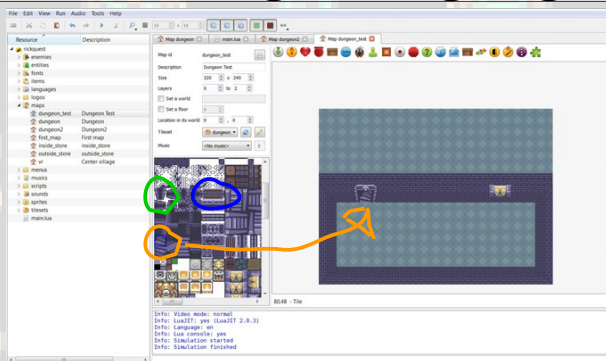 File Edit View Run Audio Tools Help
16 x 16
Resource Description
rickquest
enemies
entities
fonts
items
languages
logos
maps
dungeon_test Dungeon Test
dungeon Dungeon
dungeon2 Dungeon2
first_map First map
inside_store inside_store
outside_store outside_store
vr Center village
menus
musics
scripts
sounds
sprites
tilesets
main.lua
Map dungeon
main.lua
Map dungeon2
Map dungeon_test
Map id dungeon_test
Description Dungeon Test
Size 320 x 240
Layers 0 to 2
Set a world
Set a floor 0
Location in its world 0 , 0
Tileset dungeon
Music <No music>
80,48 - Tile
Info: Video mode: normal
Info: LuaJIT: yes (LuaJIT 2.0.3)
Info: Language: en
Info: Lua console: yes
Info: Simulation started
Info: Simulation finished